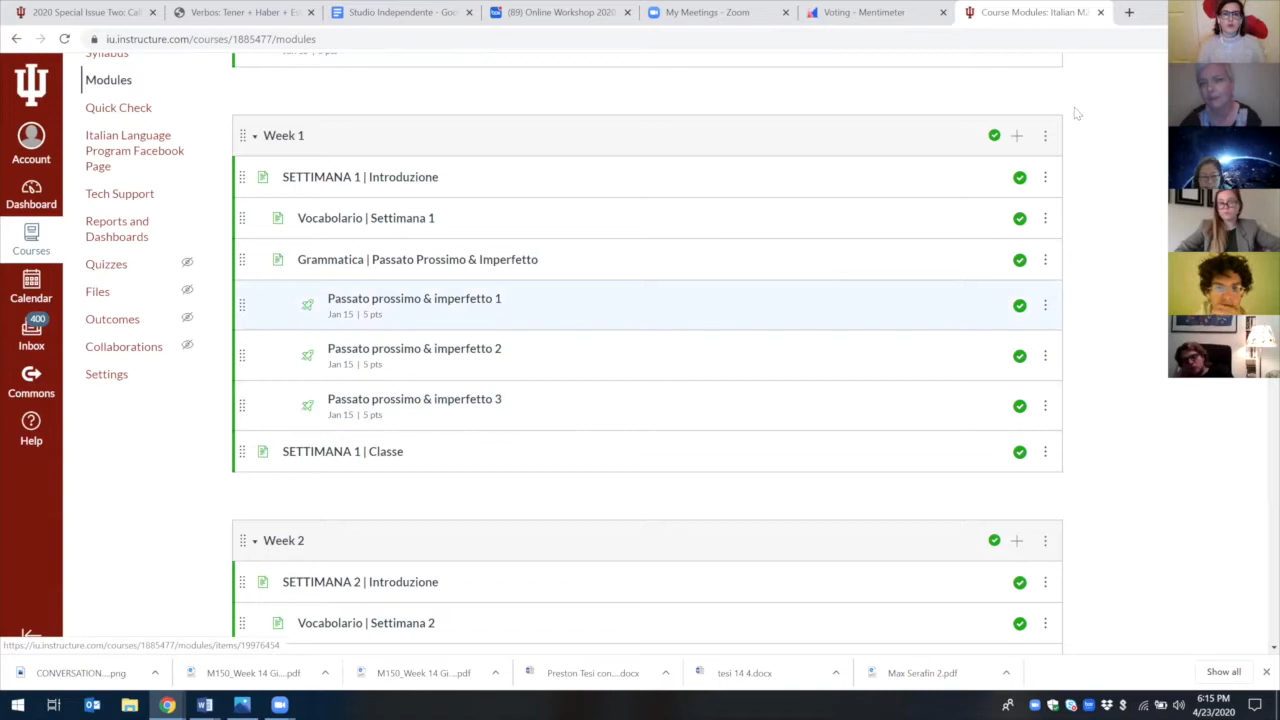 2020 Special Issue Two: Cal
Verbos: Tener + Haber + Es
Studio Independente - Goo
(89) Online Workshop 2020
My Meetings - Zoom
Voting - Mentimeter
Course Modules: Italian M
iu.instructure.com/courses/1885477/modules
Syllabus
Modules
Quick Check
Italian Language
Program Facebook
Page
Tech Support
Reports and
Dashboards
Quizzes
Files
Outcomes
Collaborations
Settings
Account
Dashboard
Courses
Calendar
400
Inbox
Commons
Help
Week 1
SETTIMANA 1 | Introduzione
Vocabolario | Settimana 1
Grammatica | Passato Prossimo & Imperfetto
Passato prossimo & imperfetto 1
Jan 15 | 5 pts
Passato prossimo & imperfetto 2
Jan 15 | 5 pts
Passato prossimo & imperfetto 3
Jan 15 | 5 pts
SETTIMANA 1 | Classe
Week 2
SETTIMANA 2 | Introduzione
Vocabolario | Settimana 2
https://iu.instructure.com/courses/1885477/modules/items/19976454
CONVERSATION....png
M150_Week 14 Gi....pdf
M150_Week 14 Gi....pdf
Preston Tesi con....docx
tesi 14 4.docx
Max Serafin 2.pdf
Show all
6:15 PM
4/23/2020